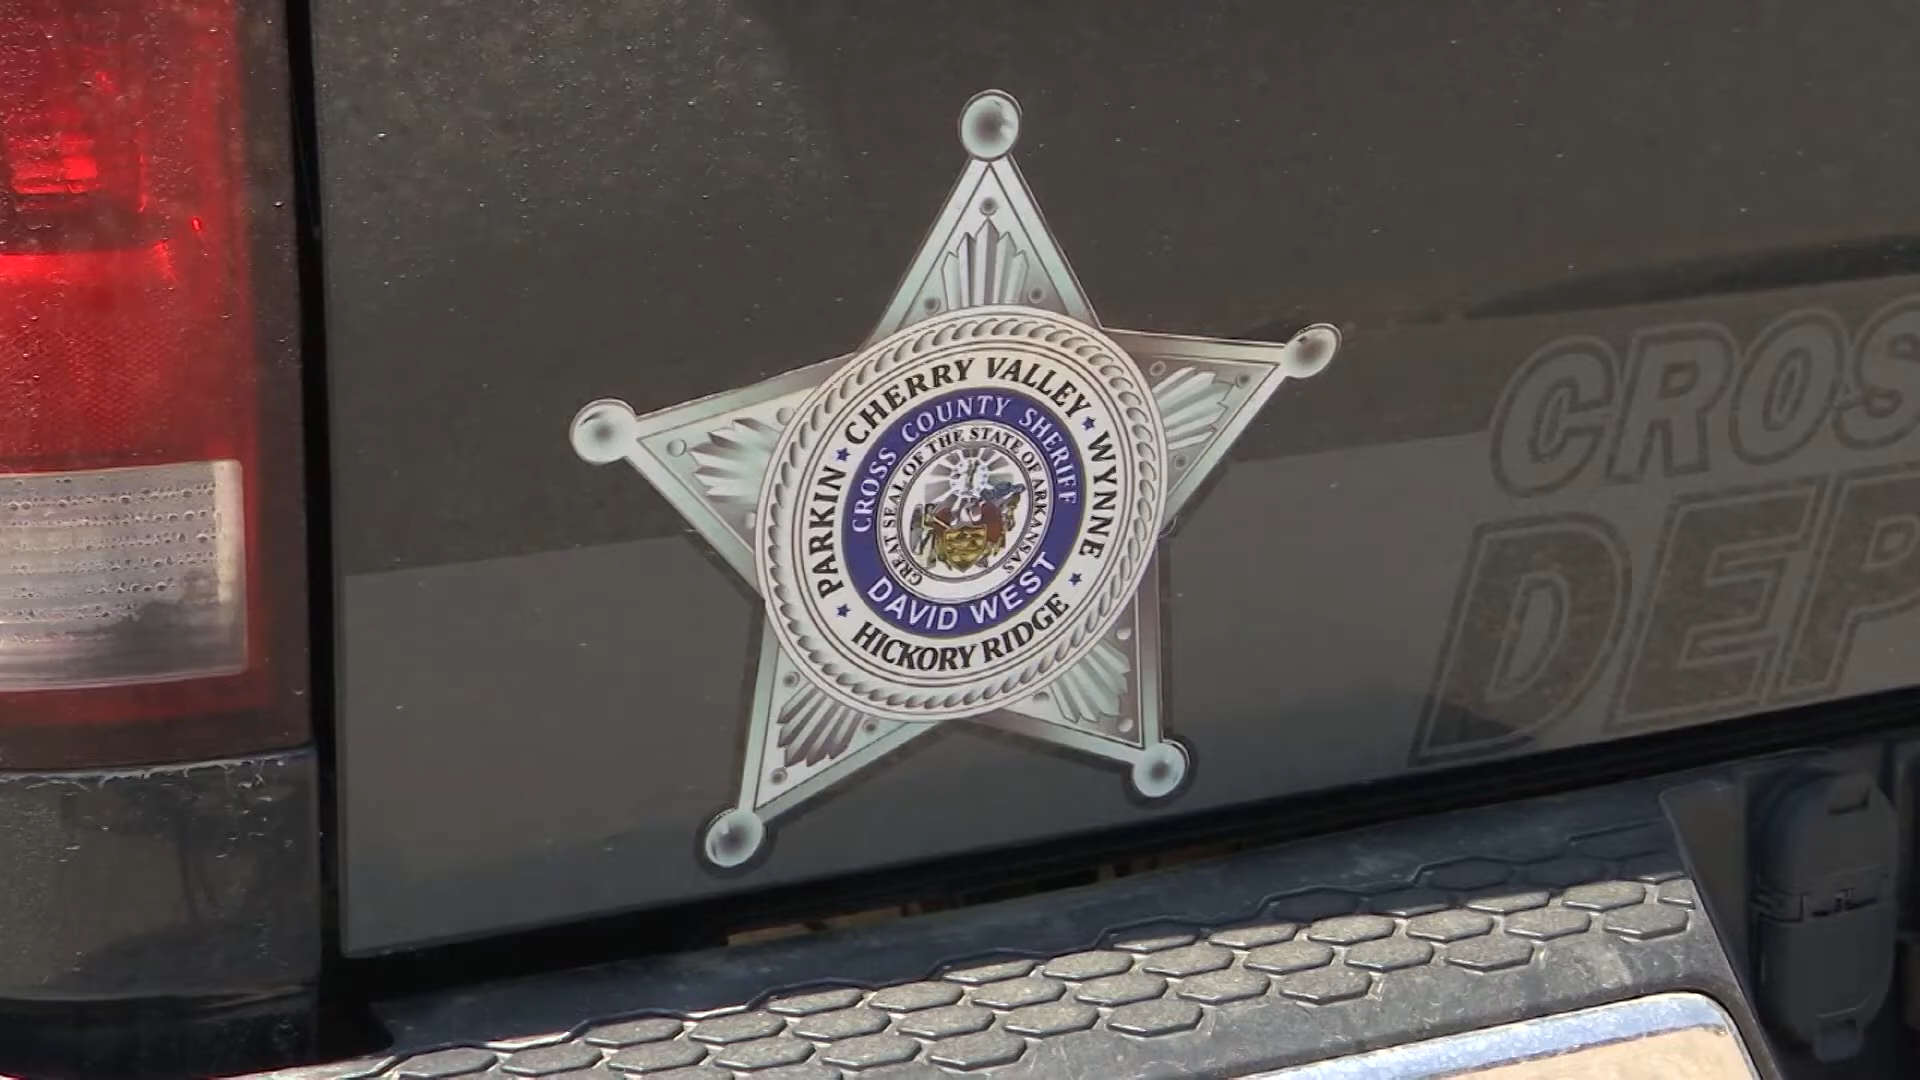 PARKIN ★ CHERRY VALLEY ★ WYNNE ★ HICKORY RIDGE ★
CROSS COUNTY SHERIFF
DAVID WEST
GREAT SEAL OF THE STATE OF ARKANSAS
CROS
DEP